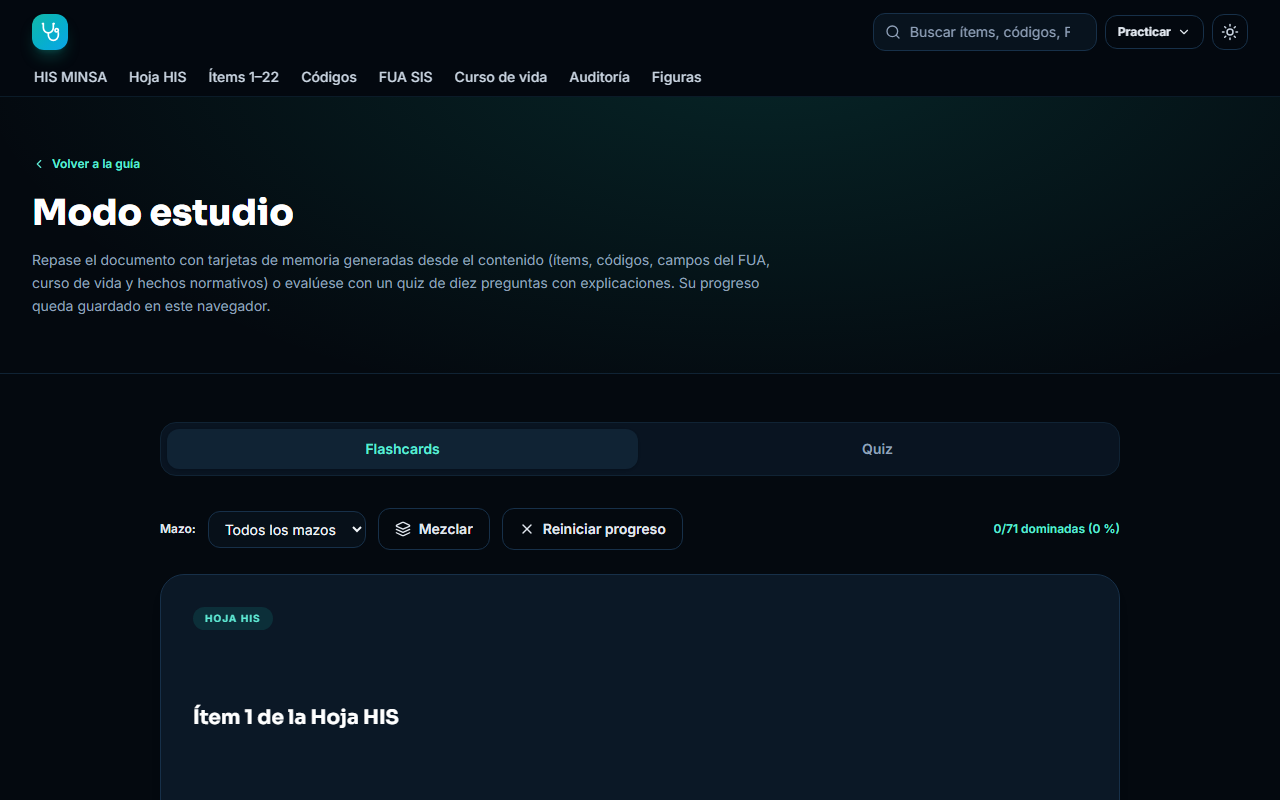 Buscar ítems, códigos, F
Practicar
HIS MINSA
Hoja HIS
Ítems 1–22
Códigos
FUA SIS
Curso de vida
Auditoría
Figuras
Volver a la guía
Modo estudio
Repase el documento con tarjetas de memoria generadas desde el contenido (ítems, códigos, campos del FUA,
curso de vida y hechos normativos) o evalúese con un quiz de diez preguntas con explicaciones. Su progreso
queda guardado en este navegador.
Flashcards
Quiz
Mazo:
Todos los mazos
Mezclar
Reiniciar progreso
0/71 dominadas (0 %)
HOJA HIS
Ítem 1 de la Hoja HIS